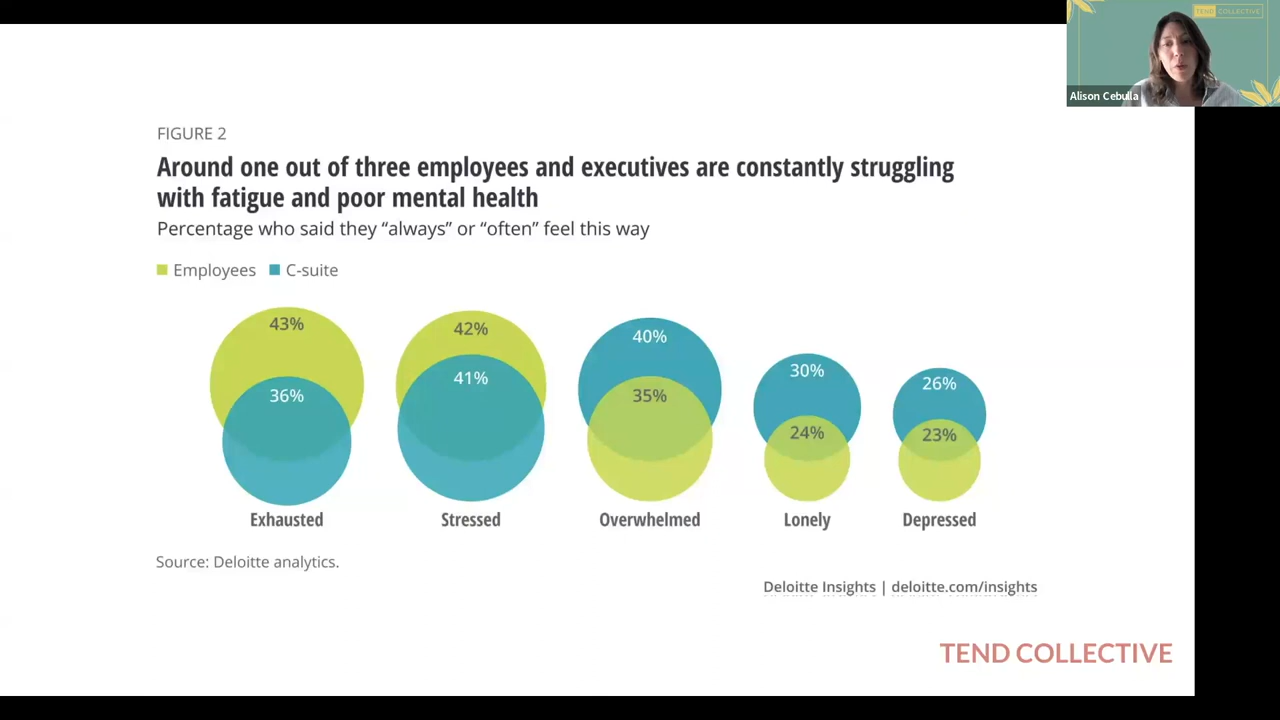 TEND COLLECTIVE
Alison Cebulla
FIGURE 2
Around one out of three employees and executives are constantly struggling
with fatigue and poor mental health
Percentage who said they “always” or “often” feel this way
Employees C-suite
43%
36%
42%
41%
40%
35%
30%
24%
26%
23%
Exhausted Stressed Overwhelmed Lonely Depressed
Source: Deloitte analytics.
Deloitte Insights | deloitte.com/insights
TEND COLLECTIVE